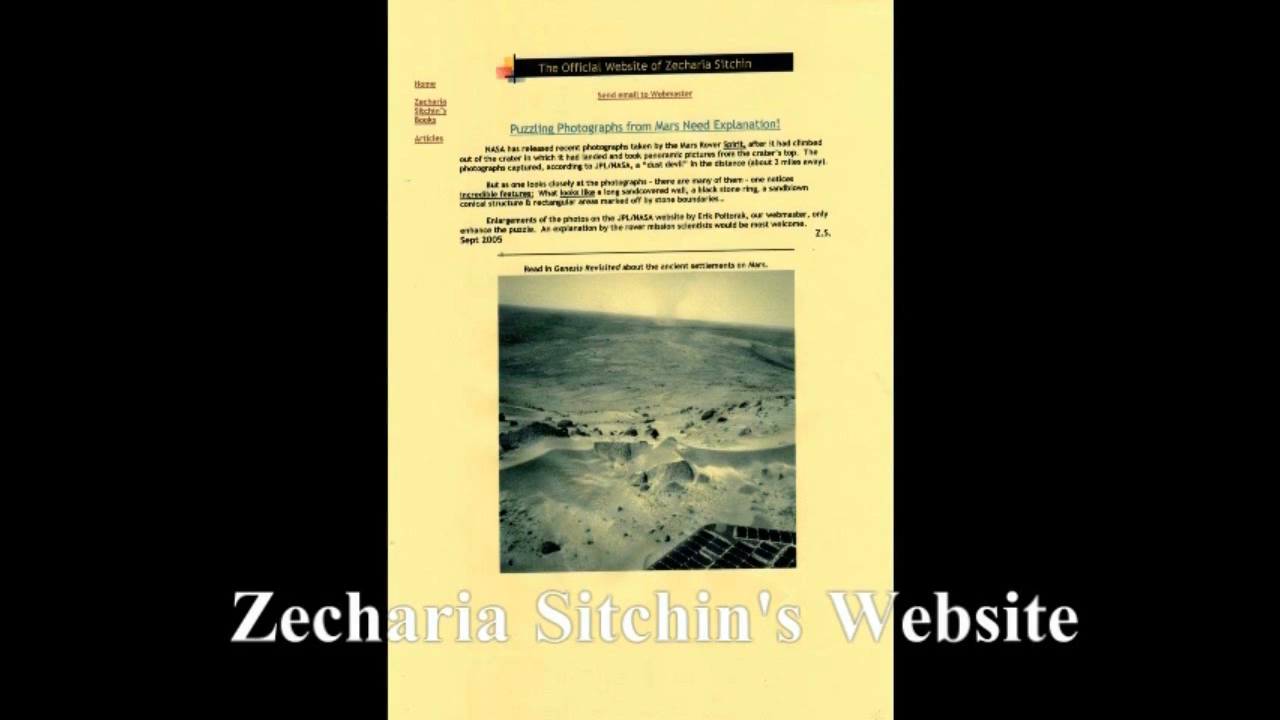 The Official Website of Zecharia Sitchin
Send email to Webmaster
Home
Zecharia
Sitchin's
Books
Articles
Puzzling Photographs from Mars Need Explanation!
NASA has released recent photographs taken by the Mars Rover Spirit, after it had climbed
out of the crater in which it had landed and took panoramic pictures from the crater's top. The
photographs captured, according to JPL/NASA, a "dust devil" in the distance (about 2 miles away).
But as one looks closely at the photographs - there are many of them - one notices
incredible features: What looks like a long sandcovered wall, a black stone ring, a sandblown
conical structure & rectangular areas marked off by stone boundaries…
Enlargements of the photos on the JPL/NASA website by Erik Poltorak, our webmaster, only
enhance the puzzle. An explanation by the rover mission scientists would be most welcome.
Z.S.
Sept 2005
Read in Genesis Revisited about the ancient settlements on Mars.
Zecharia Sitchin's Website